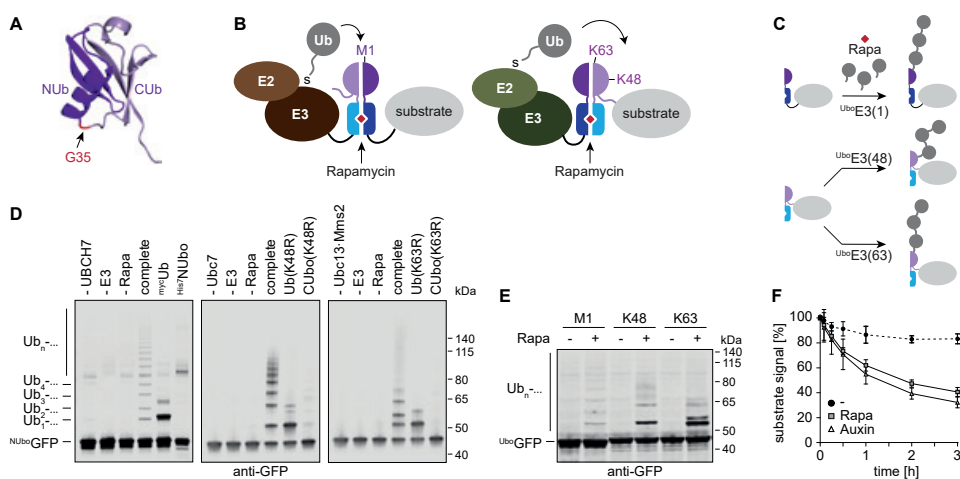 A
NUb
CUb
G35
B
Ub
M1
S
E2
E3
substrate
Rapamycin
Ub
K63
S
K48
E2
E3
substrate
Rapamycin
C
Rapa
UboE3(1)
UboE3(48)
UboE3(63)
D
- UBCH7
- E3
- Rapa
complete
mycUb
His7NUbo
- Ubc7
- E3
- Rapa
complete
Ub(K48R)
CUbo(K48R)
- Ubc13·Mms2
- E3
- Rapa
complete
Ub(K63R)
CUbo(K63R)
kDa
Ubn-...
Ub4-...
Ub3-...
Ub2-...
Ub1-...
NUboGFP
140
115
80
65
50
40
anti-GFP
E
M1 K48 K63
Rapa - + - + - +
kDa
Ubn-...
UboGFP
140
115
80
65
50
40
anti-GFP
F
substrate signal [%]
100
80
60
40
20
0
-
Rapa
Auxin
0 1 2 3
time [h]